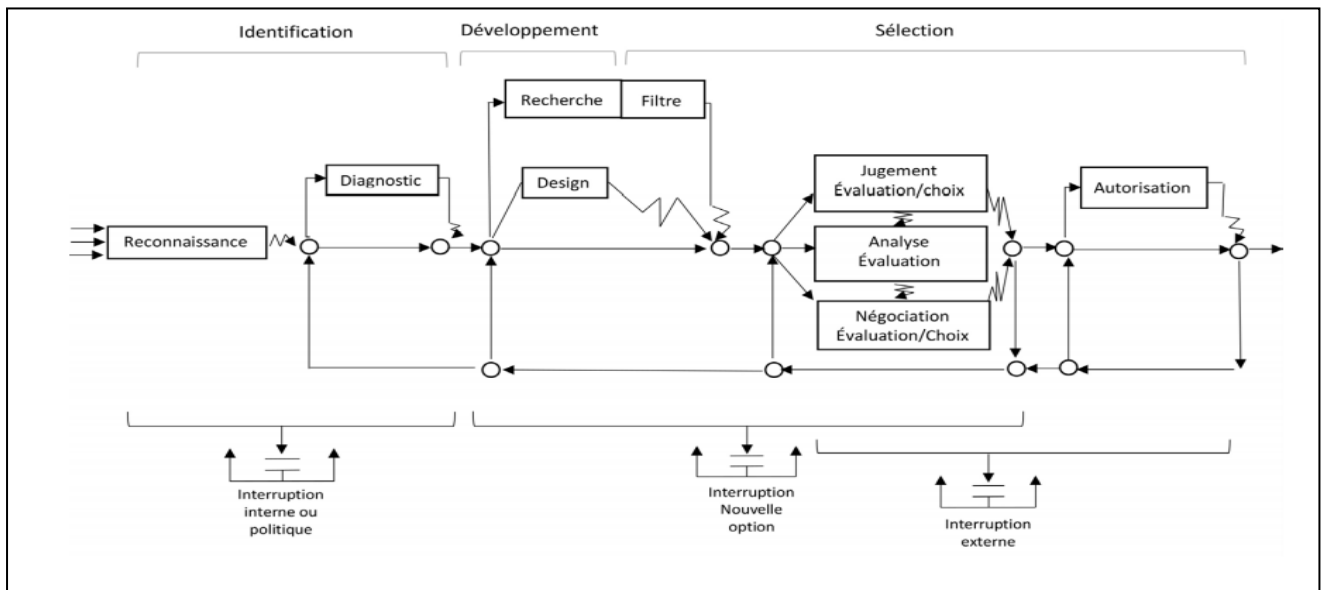 Identification
Développement
Sélection
Recherche
Filtre
Diagnostic
Design
Jugement
Évaluation/choix
Autorisation
Reconnaissance
Analyse
Évaluation
Négociation
Évaluation/Choix
Interruption
interne ou
politique
Interruption
Nouvelle
option
Interruption
externe